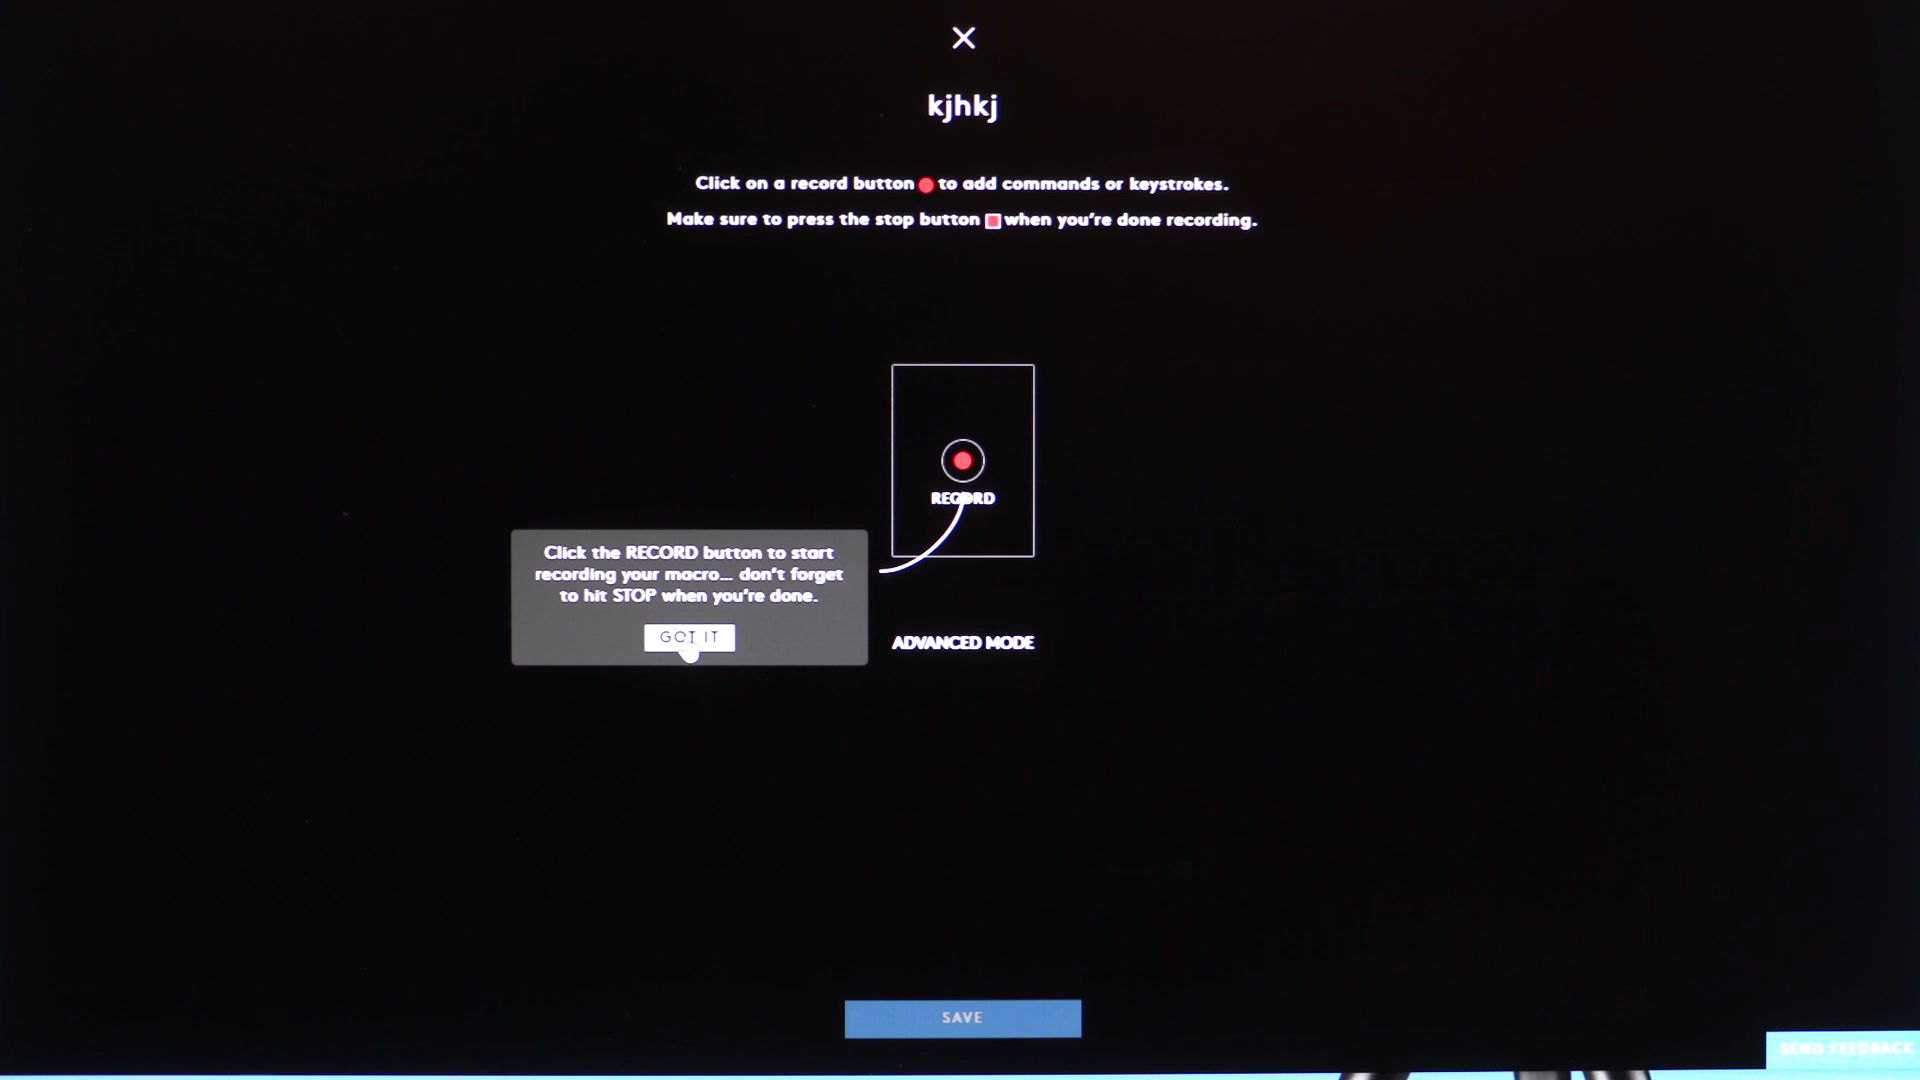 kjhkj
Click on a record button to add commands or keystrokes.
Make sure to press the stop button when you're done recording.
RECORD
Click the RECORD button to start
recording your macro... don't forget
to hit STOP when you're done.
GOT IT
ADVANCED MODE
SAVE
SEND FEEDBACK